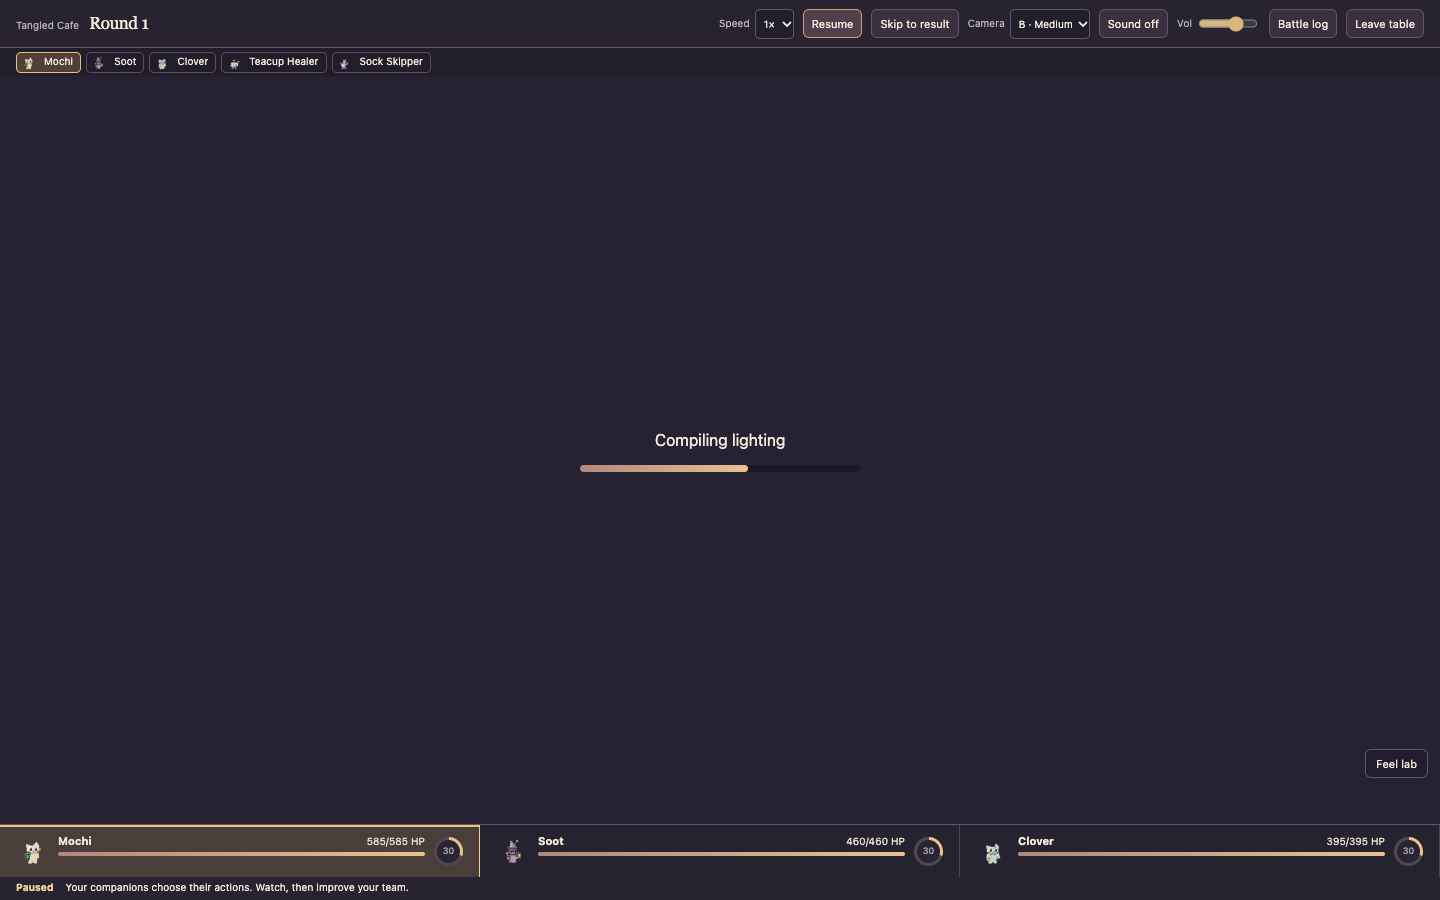 Tangled Cafe Round 1 Speed 1x Resume Skip to result Camera B · Medium Sound off Vol Battle log Leave table
Mochi Soot Clover Teacup Healer Sock Skipper
Compiling lighting
Feel lab
Mochi 585/585 HP 30 Soot 460/460 HP 30 Clover 395/395 HP 30
Paused Your companions choose their actions. Watch, then improve your team.